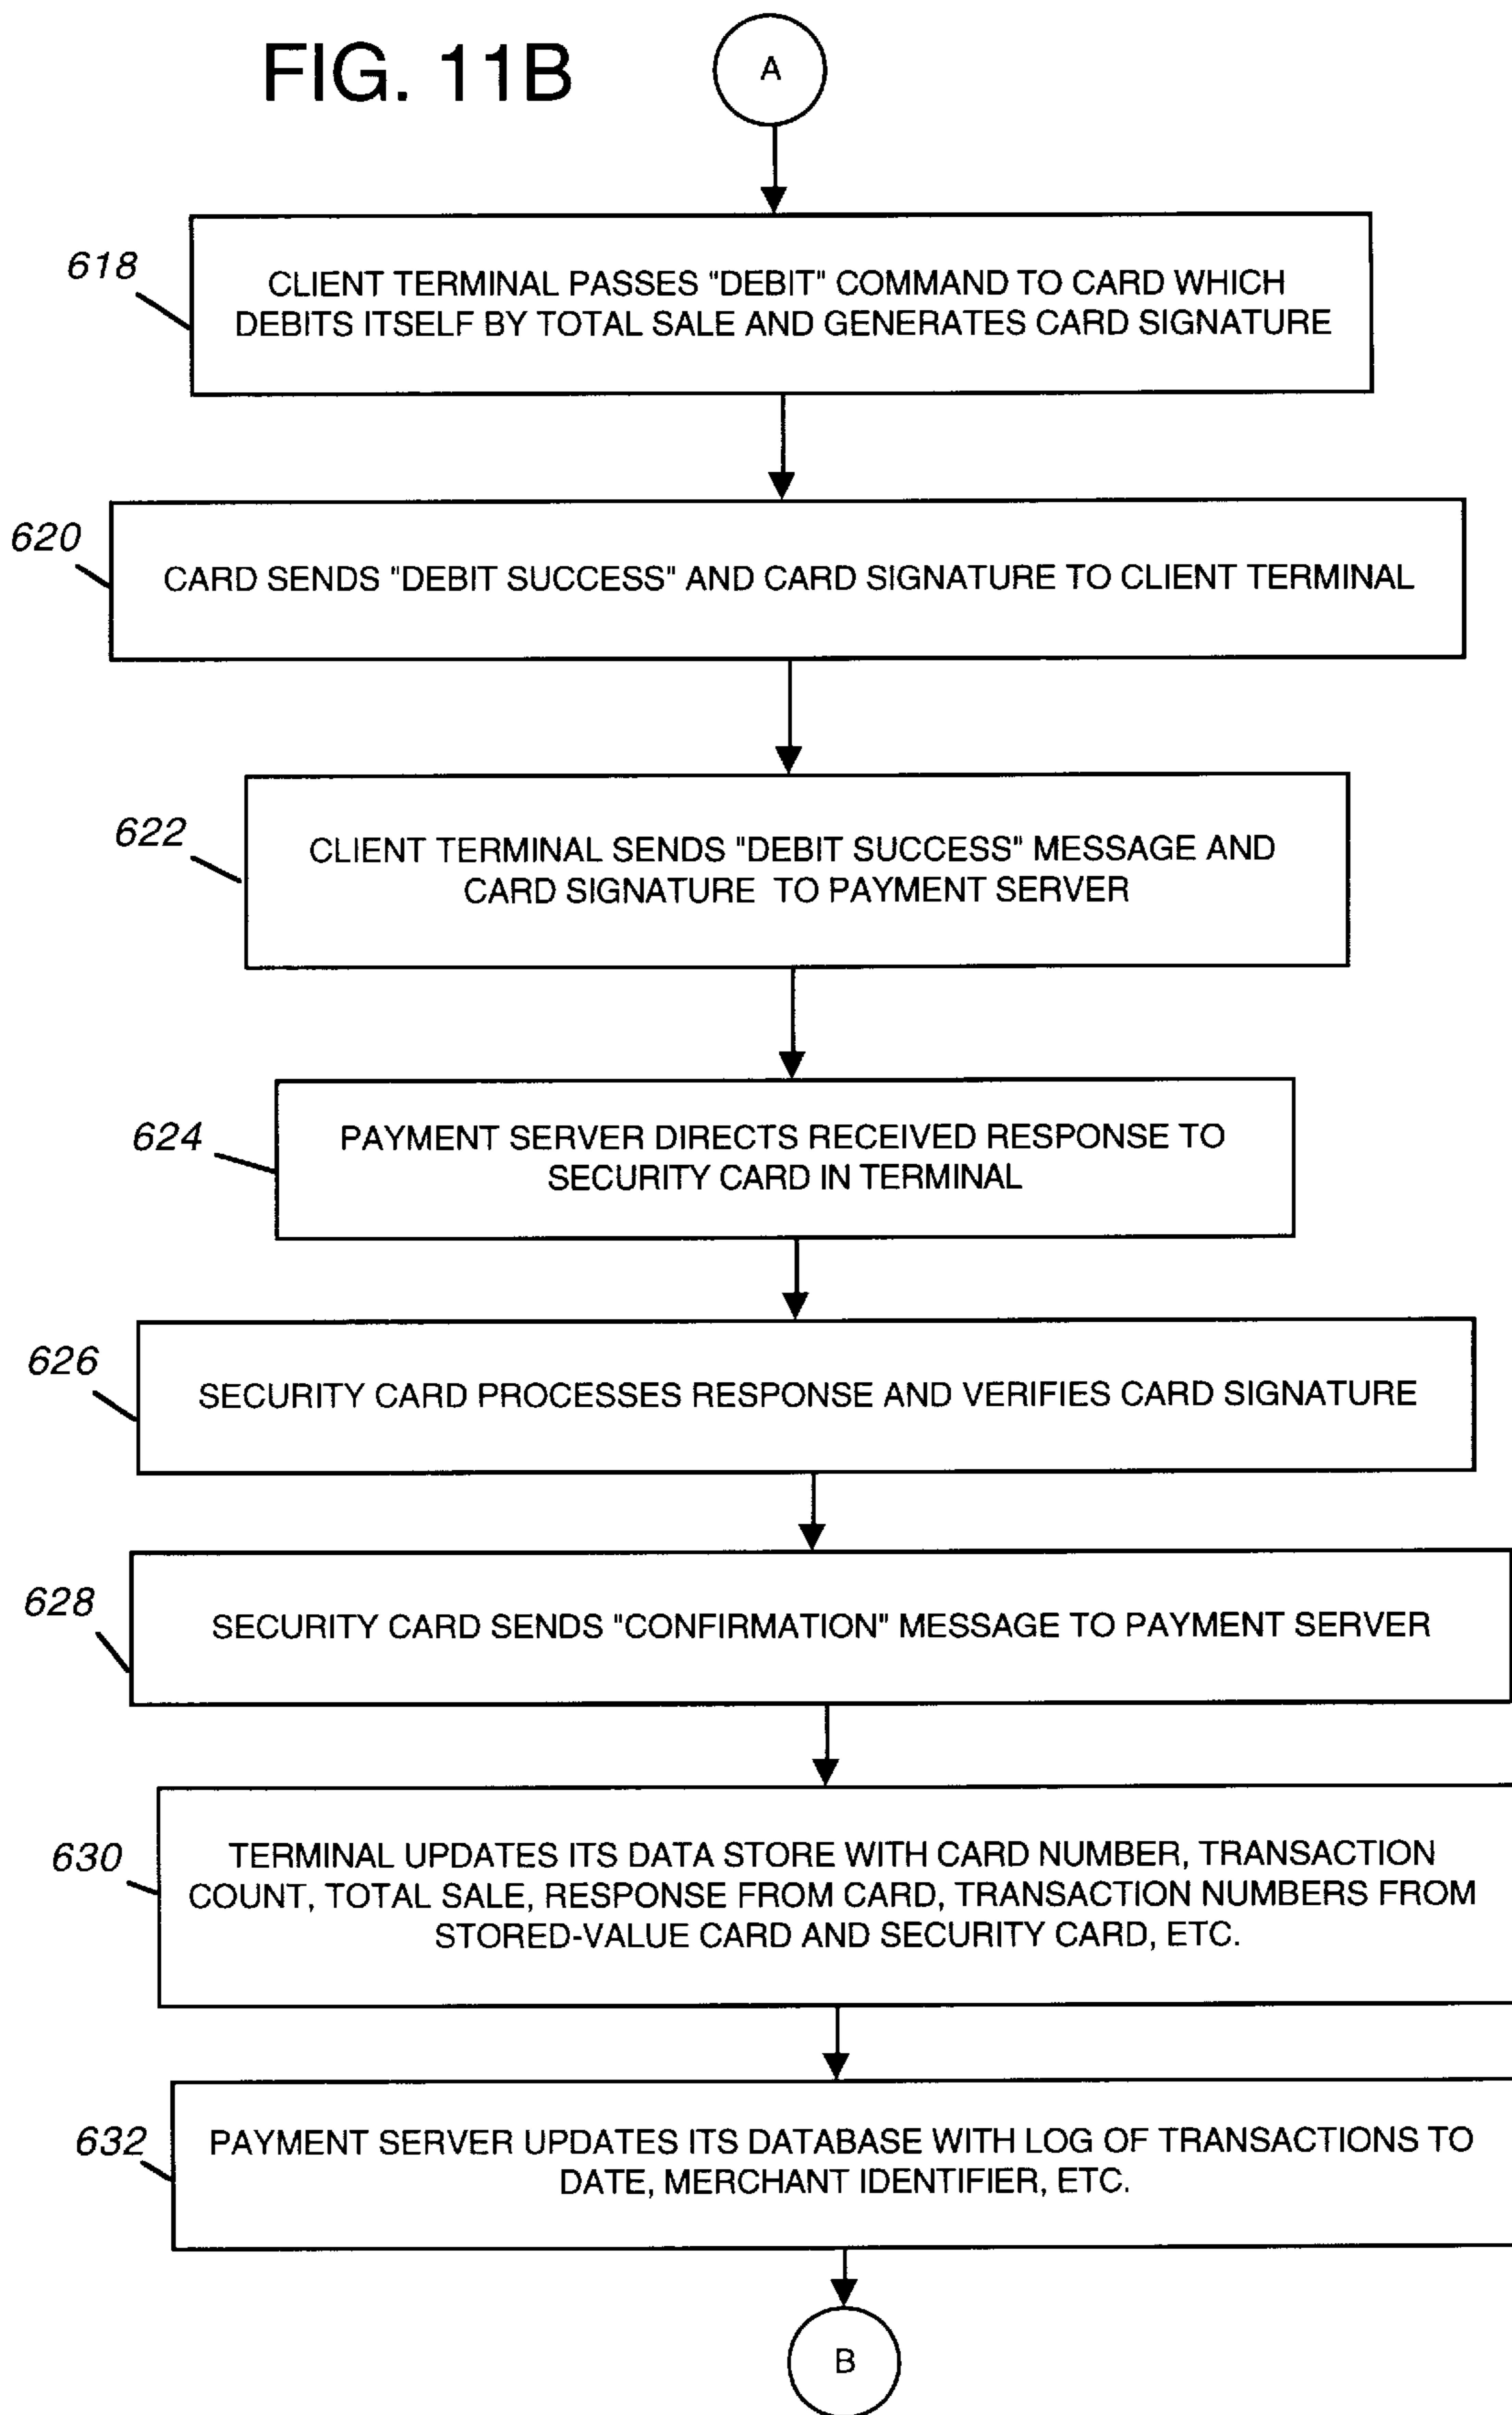 FIG. 11B
A
618
CLIENT TERMINAL PASSES "DEBIT" COMMAND TO CARD WHICH
DEBITS ITSELF BY TOTAL SALE AND GENERATES CARD SIGNATURE
620
CARD SENDS "DEBIT SUCCESS" AND CARD SIGNATURE TO CLIENT TERMINAL
622
CLIENT TERMINAL SENDS "DEBIT SUCCESS" MESSAGE AND
CARD SIGNATURE TO PAYMENT SERVER
624
PAYMENT SERVER DIRECTS RECEIVED RESPONSE TO
SECURITY CARD IN TERMINAL
626
SECURITY CARD PROCESSES RESPONSE AND VERIFIES CARD SIGNATURE
628
SECURITY CARD SENDS "CONFIRMATION" MESSAGE TO PAYMENT SERVER
630
TERMINAL UPDATES ITS DATA STORE WITH CARD NUMBER, TRANSACTION
COUNT, TOTAL SALE, RESPONSE FROM CARD, TRANSACTION NUMBERS FROM
STORED-VALUE CARD AND SECURITY CARD, ETC.
632
PAYMENT SERVER UPDATES ITS DATABASE WITH LOG OF TRANSACTIONS TO
DATE, MERCHANT IDENTIFIER, ETC.
B